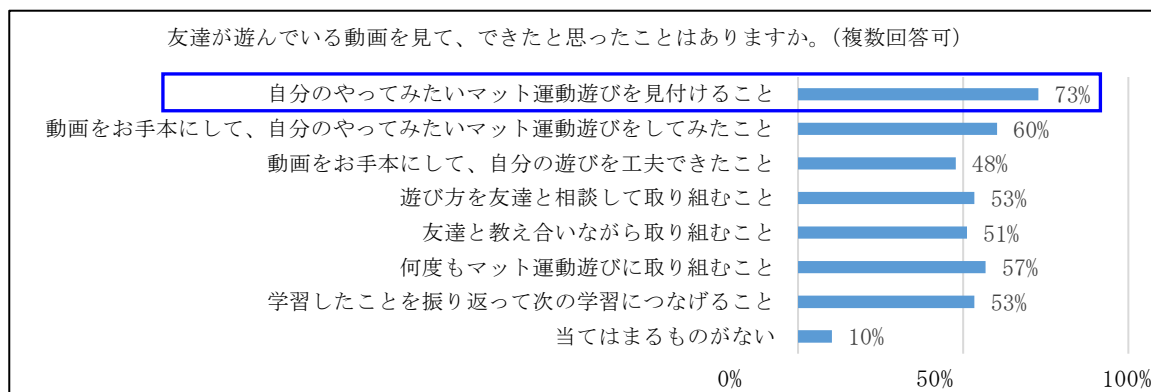 友達が遊んでいる動画を見て、できたと思ったことはありますか。（複数回答可）
自分のやってみたいマット運動遊びを見付けること 73%
動画をお手本にして、自分のやってみたいマット運動遊びをしてみたこと 60%
動画をお手本にして、自分の遊びを工夫できたこと 48%
遊び方を友達と相談して取り組むこと 53%
友達と教え合いながら取り組むこと 51%
何度もマット運動遊びに取り組むこと 57%
学習したことを振り返って次の学習につなげること 53%
当てはまるものがない 10%
0% 50% 100%